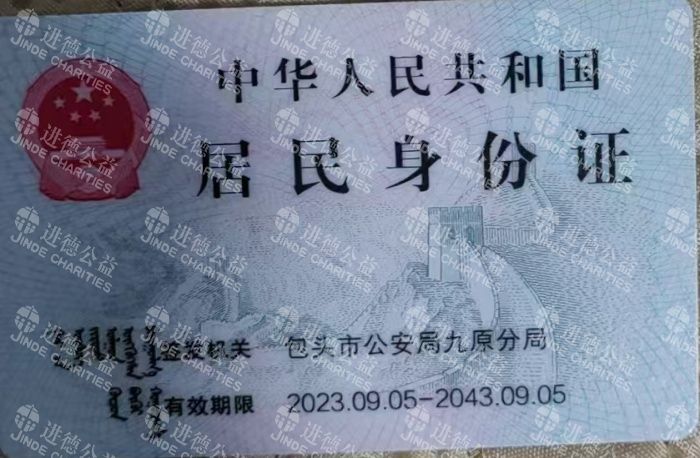 中华人民共和国
居民身份证
签发机关 包头市公安局九原分局
有效期限 2023.09.05-2043.09.05
进德公益
JINDE CHARITIES